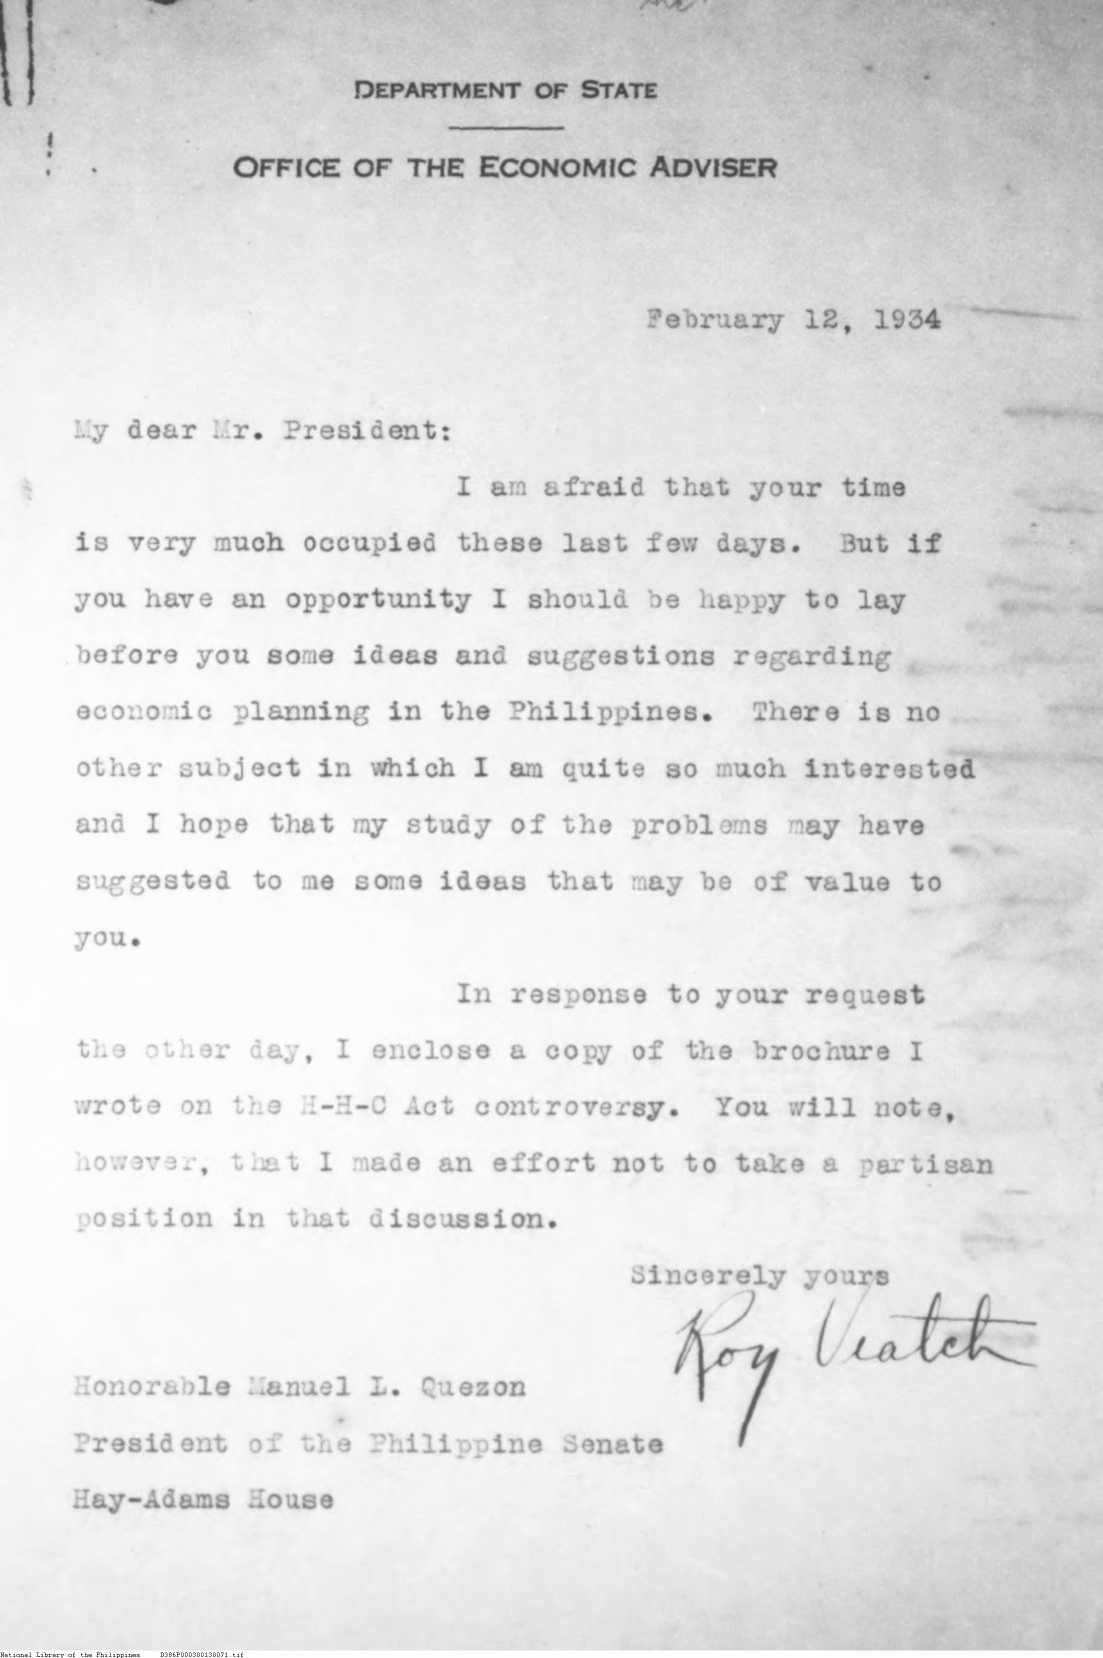 DEPARTMENT OF STATE
OFFICE OF THE ECONOMIC ADVISER
February 12, 1934
My dear Mr. President:
I am afraid that your time
is very much occupied these last few days. But if
you have an opportunity I should be happy to lay
before you some ideas and suggestions regarding
economic planning in the Philippines. There is no
other subject in which I am quite so much interested
and I hope that my study of the problems may have
suggested to me some ideas that may be of value to
you.
In response to your request
the other day, I enclose a copy of the brochure I
wrote on the H-H-C Act controversy. You will note,
however, that I made an effort not to take a partisan
position in that discussion.
Sincerely yours
Roy Veatch
Honorable Manuel L. Quezon
President of the Philippine Senate
Hay-Adams House
National Library of the Philippines D386P000380138071.tif